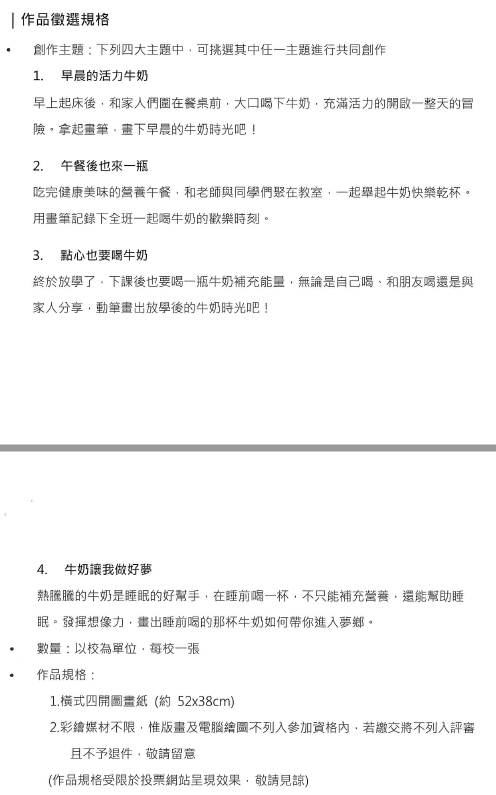 |作品徵選規格
• 創作主題：下列四大主題中，可挑選其中任一主題進行共同創作
1. 早晨的活力牛奶
早上起床後，和家人們圍在餐桌前，大口喝下牛奶，充滿活力的開啟一整天的冒
險。拿起畫筆，畫下早晨的牛奶時光吧！
2. 午餐後也來一瓶
吃完健康美味的營養午餐，和老師與同學們聚在教室，一起舉起牛奶快樂乾杯。
用畫筆記錄下全班一起喝牛奶的歡樂時刻。
3. 點心也要喝牛奶
終於放學了，下課後也要喝一瓶牛奶補充能量，無論是自己喝、和朋友喝還是與
家人分享，動筆畫出放學後的牛奶時光吧！
4. 牛奶讓我做好夢
熱騰騰的牛奶是睡眠的好幫手，在睡前喝一杯，不只能補充營養，還能幫助睡
眠。發揮想像力，畫出睡前喝的那杯牛奶如何帶你進入夢鄉。
• 數量：以校為單位，每校一張
• 作品規格：
1.橫式四開圖畫紙 (約 52x38cm)
2.彩繪媒材不限，惟版畫及電腦繪圖不列入參加資格內，若繳交將不列入評審
且不予退件，敬請留意
(作品規格受限於投票網站呈現效果，敬請見諒)